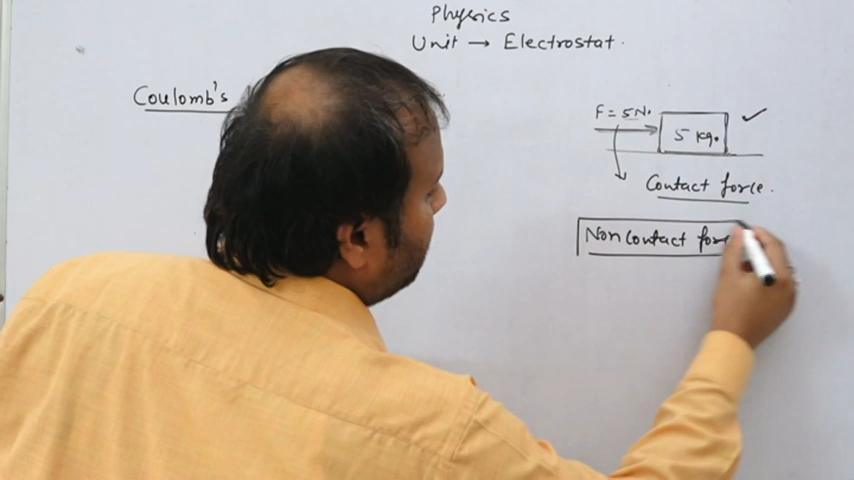 Physics
Unit → Electrostat.
Coulomb's
F = 5N.
5 kg.
Contact force.
Non contact